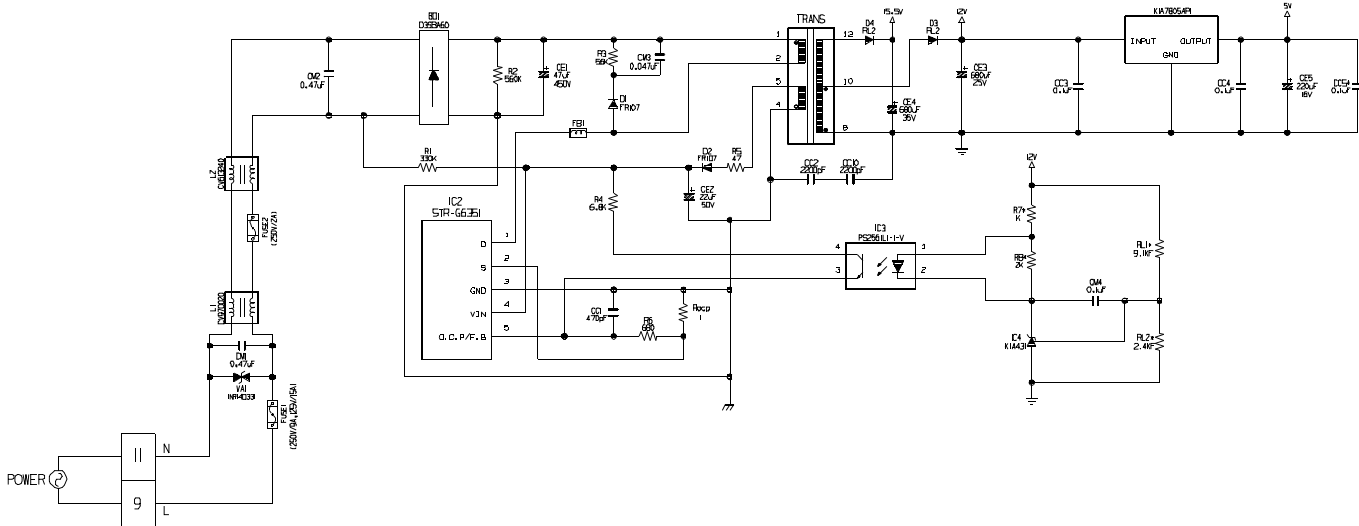 BD1
D3SBA60
TRANS
D4
RL2
15.5V
D3
RL2
12V
KIA7805API
5V
INPUT
OUTPUT
GND
1
2
5
4
12
10
8
CM2
0.47uF
R2
560K
CE1
47uF
450V
R3
56K
CM3
0.047uF
D1
FR107
FB1
CE4
680uF
35V
CE3
680uF
25V
CC3
0.1uF
CC4
0.1uF
CE5
220uF
16V
CC5*
0.1uF
L2
R1
330K
D2
FR107
R5
47
CC2
2200pF
CC10
2200pF
CE2
22uF
50V
R4
6.8K
12V
FUSE2
(250V/2A)
IC2
STR-G6351
D
1
S
2
GND
3
VIN
4
O.C.P/F.B
5
IC3
PS2561L1-1-V
4
3
1
2
R7*
1K
R8*
2K
RL1*
9.1KF
CM4
0.1uF
RL2*
2.4KF
IC4
KIA431
CC1
470pF
R6
680
Rocp
1
L1
CM1
0.47uF
VA1
INR14D331
FUSE1
(250V/9A,125V/15A)
POWER
11
N
9
L